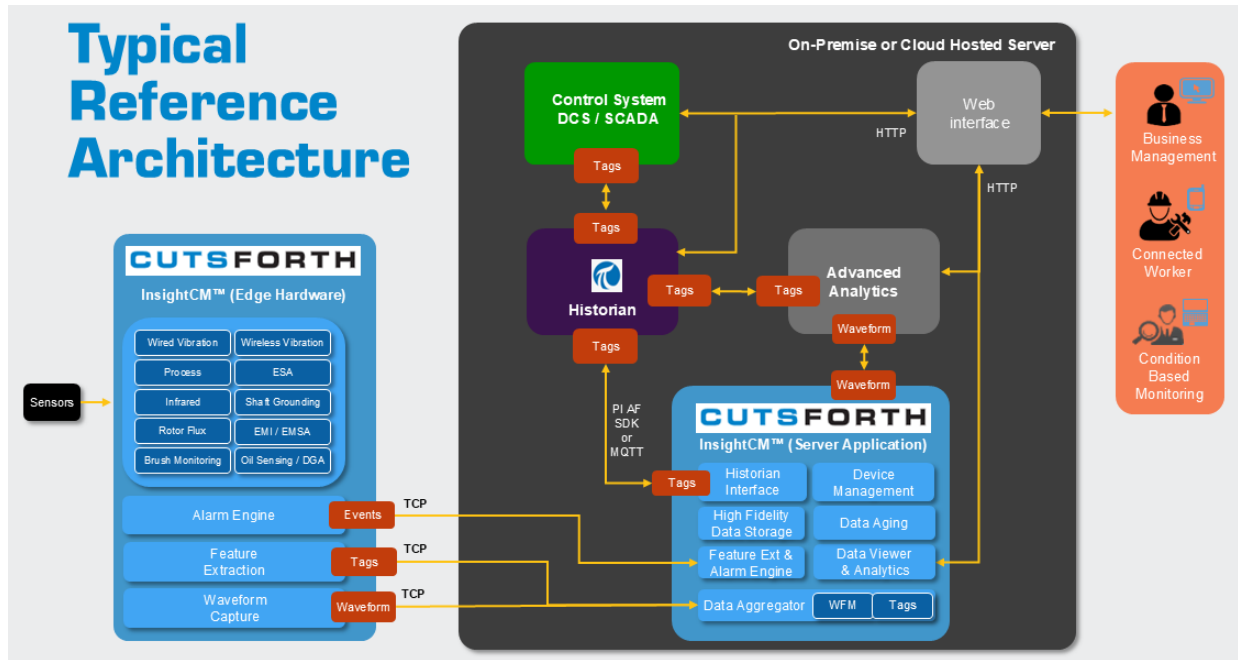 Typical
Reference
Architecture
On-Premise or Cloud Hosted Server
Control System
DCS / SCADA
Tags
Tags
Historian
Tags
Tags
Tags
Advanced
Analytics
Waveform
Waveform
Web
interface
HTTP
HTTP
Business
Management
Connected
Worker
Condition
Based
Monitoring
CUTSFORTH
InsightCM™ (Edge Hardware)
Wired Vibration
Wireless Vibration
Process
ESA
Infrared
Shaft Grounding
Rotor Flux
EMI / EMSA
Brush Monitoring
Oil Sensing / DGA
Sensors
Alarm Engine
Events
TCP
Feature
Extraction
Tags
TCP
Waveform
Capture
Waveform
TCP
PI AF
SDK
or
MQTT
CUTSFORTH
InsightCM™ (Server Application)
Tags
Historian
Interface
Device
Management
High Fidelity
Data Storage
Data Aging
Feature Ext &
Alarm Engine
Data Viewer
& Analytics
Data Aggregator
WFM
Tags